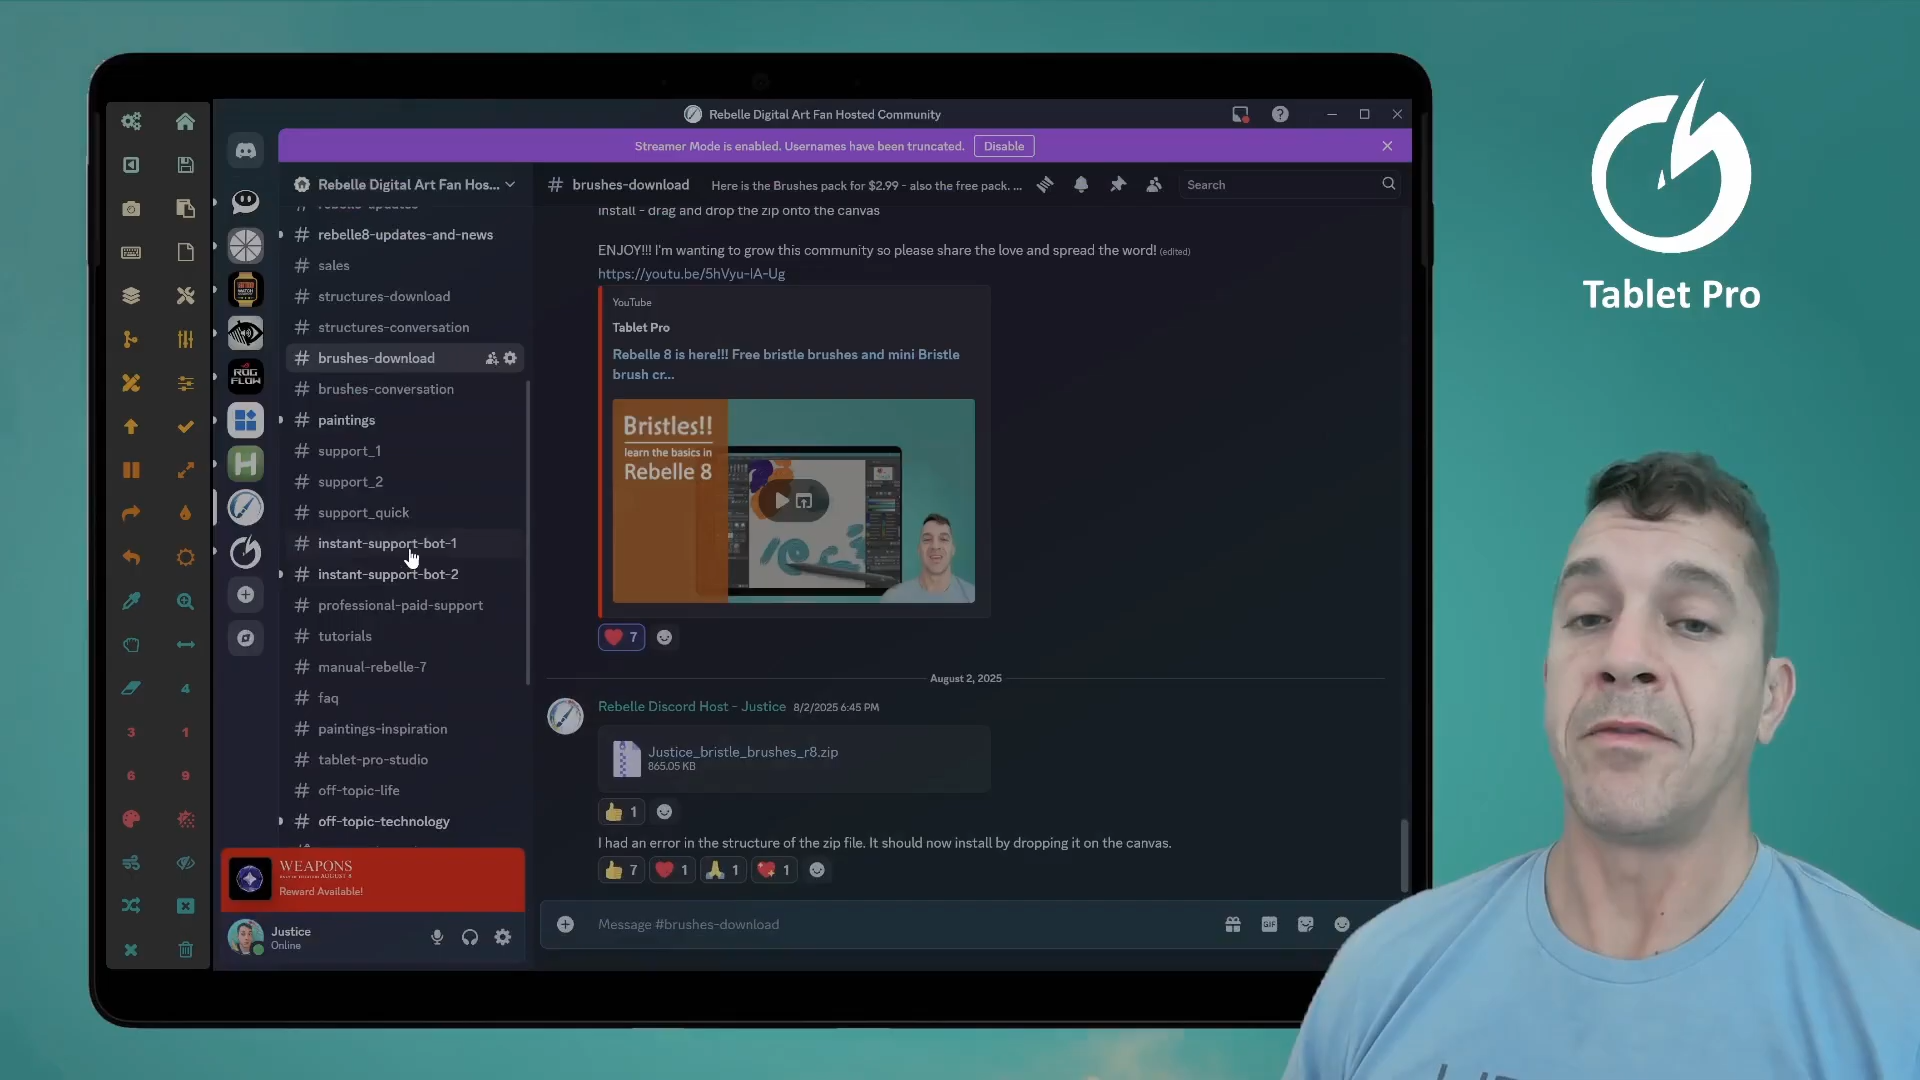 Rebelle Digital Art Fan Hosted Community
Streamer Mode is enabled. Usernames have been truncated.
Disable
Rebelle Digital Art Fan Hos...
brushes-download
Here is the Brushes pack for $2.99 - also the free pack. ...
Search
rebelle-updates
rebelle8-updates-and-news
sales
structures-download
structures-conversation
brushes-download
brushes-conversation
paintings
support_1
support_2
support_quick
instant-support-bot-1
instant-support-bot-2
professional-paid-support
tutorials
manual-rebelle-7
faq
paintings-inspiration
tablet-pro-studio
off-topic-life
off-topic-technology
WEAPONS
Reward Available!
Justice
Online
4
3 1
6 9
ROG
FLOW
H
install - drag and drop the zip onto the canvas
ENJOY!!! I'm wanting to grow this community so please share the love and spread the word! (edited)
https://youtu.be/5hVyu-lA-Ug
YouTube
Tablet Pro
Rebelle 8 is here!!! Free bristle brushes and mini Bristle
brush cr...
Bristles!!
learn the basics in
Rebelle 8
7
August 2, 2025
Rebelle Discord Host - Justice 8/2/2025 6:45 PM
Justice_bristle_brushes_r8.zip
865.05 KB
1
I had an error in the structure of the zip file. It should now install by dropping it on the canvas.
7 1 1 1
Message #brushes-download
GIF
Tablet Pro